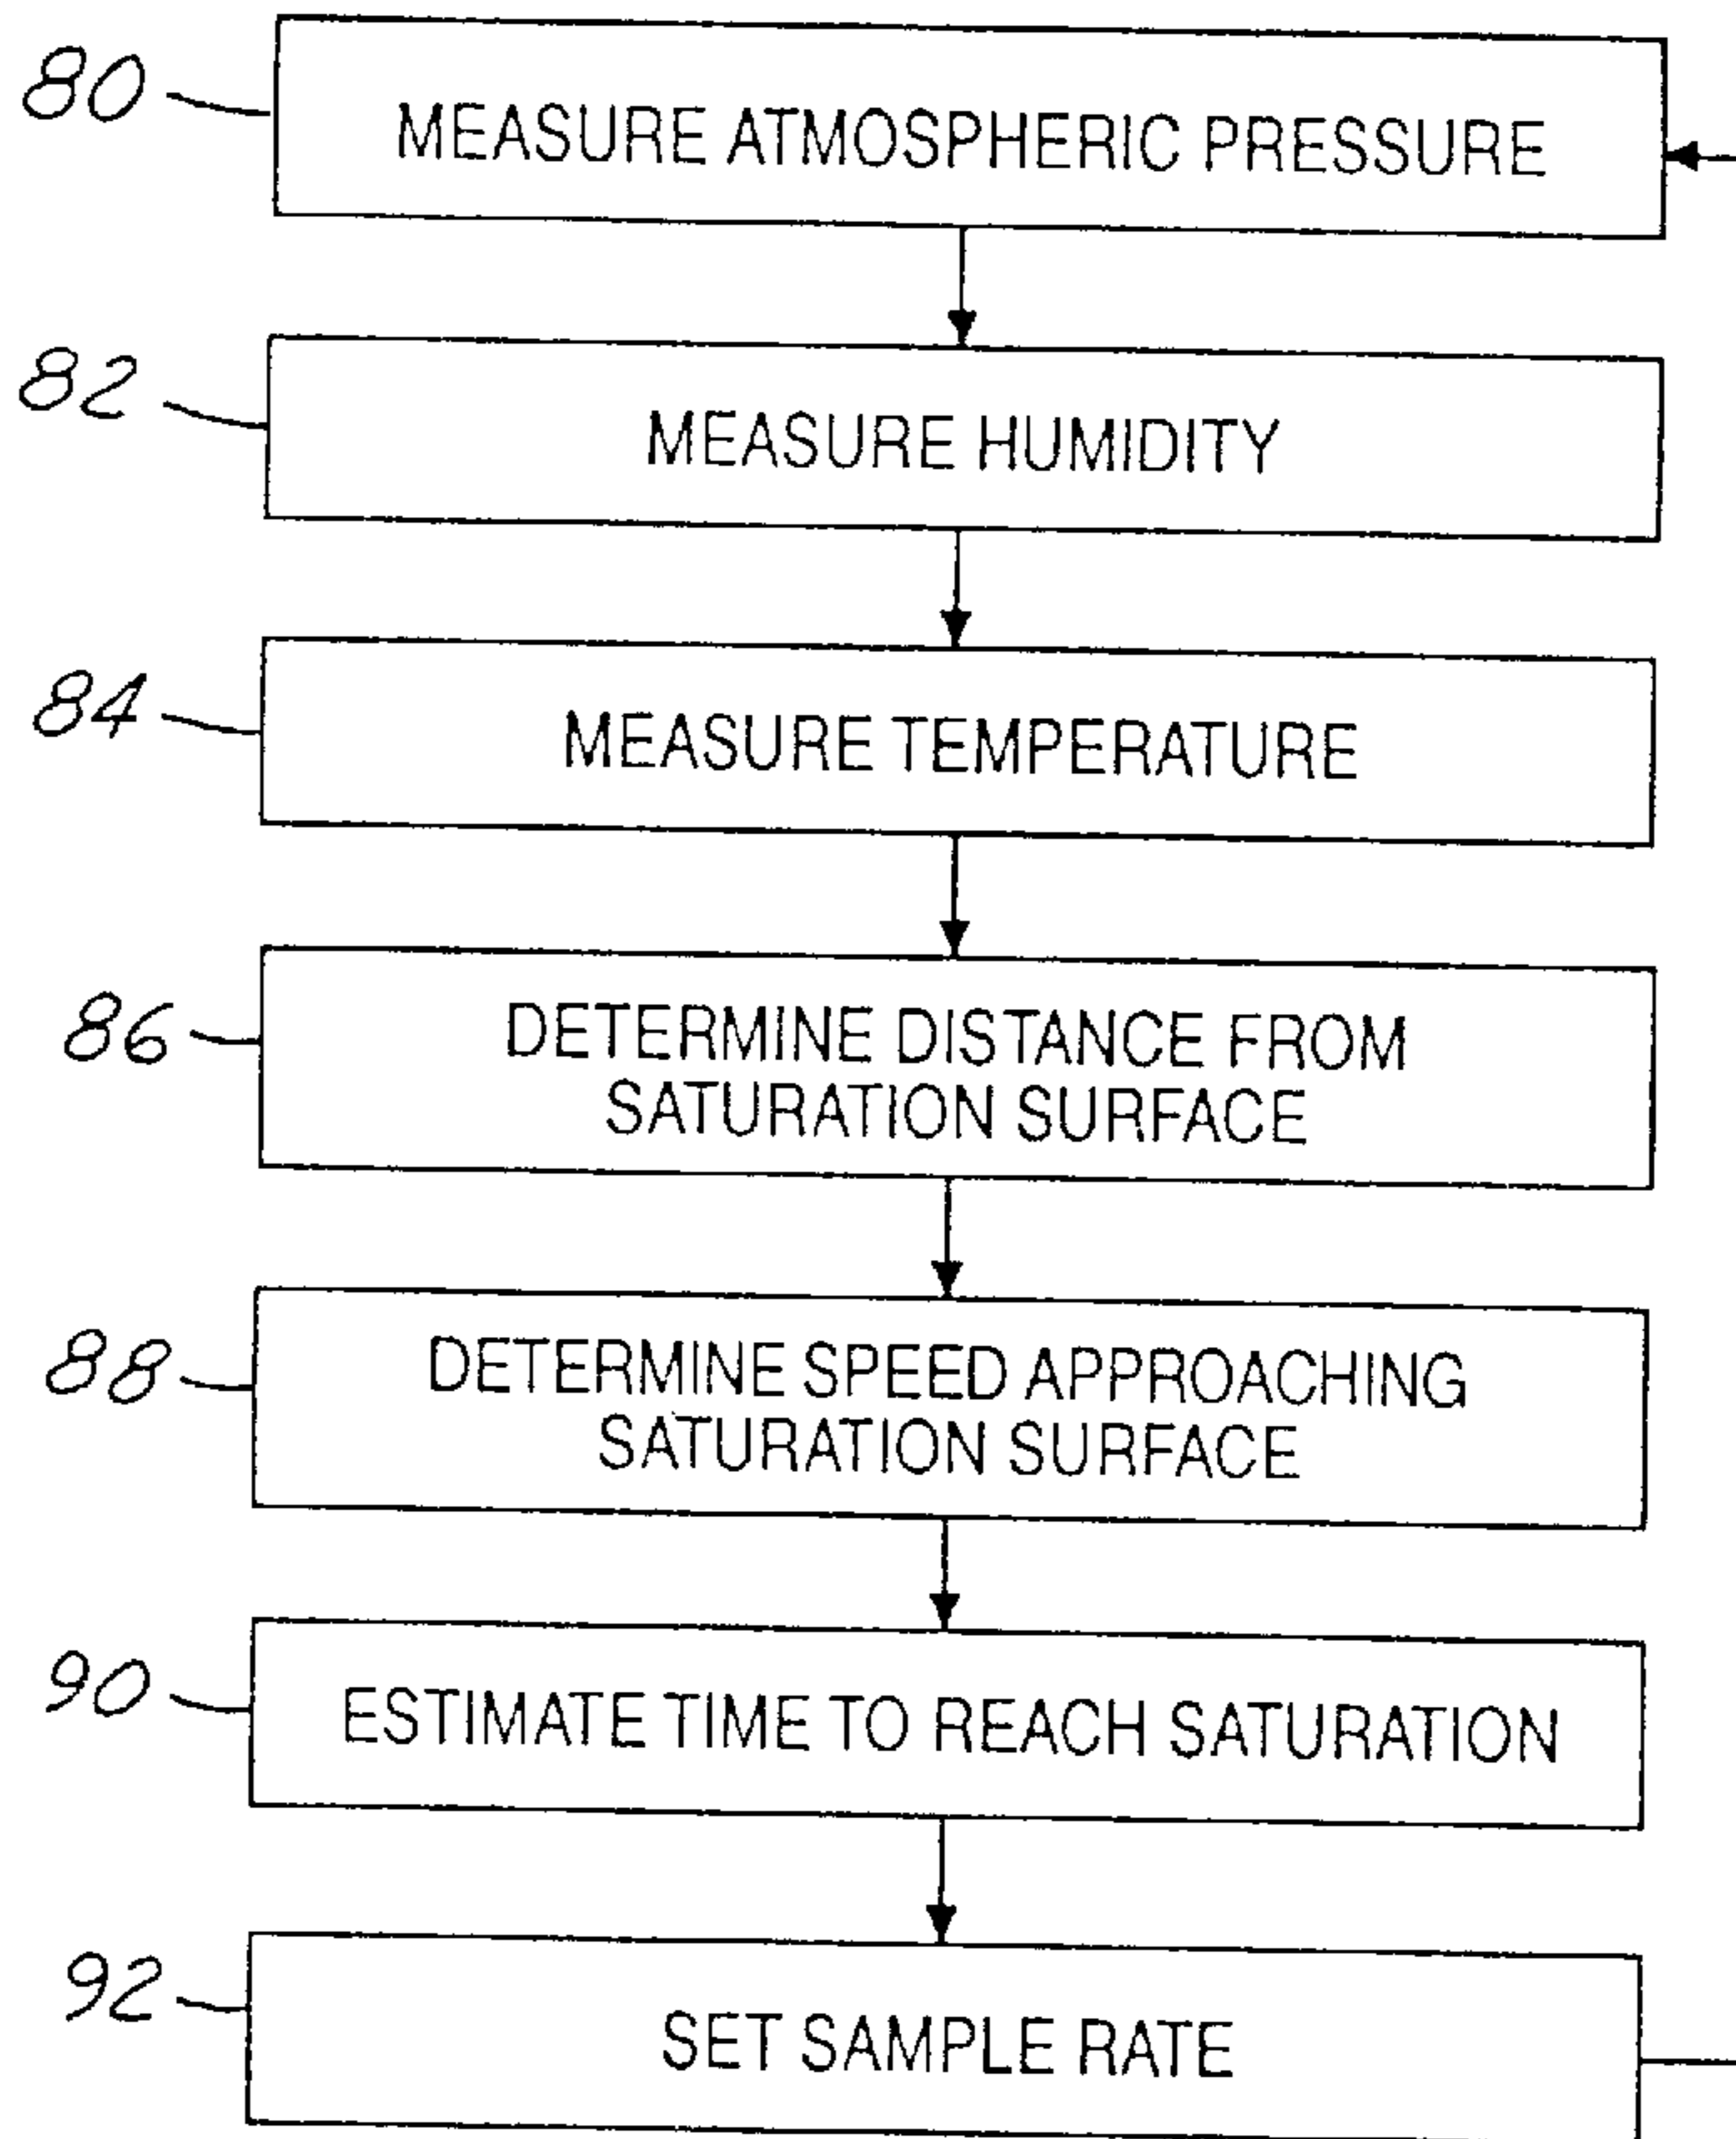 80
MEASURE ATMOSPHERIC PRESSURE
82
MEASURE HUMIDITY
84
MEASURE TEMPERATURE
86
DETERMINE DISTANCE FROM
SATURATION SURFACE
88
DETERMINE SPEED APPROACHING
SATURATION SURFACE
90
ESTIMATE TIME TO REACH SATURATION
92
SET SAMPLE RATE